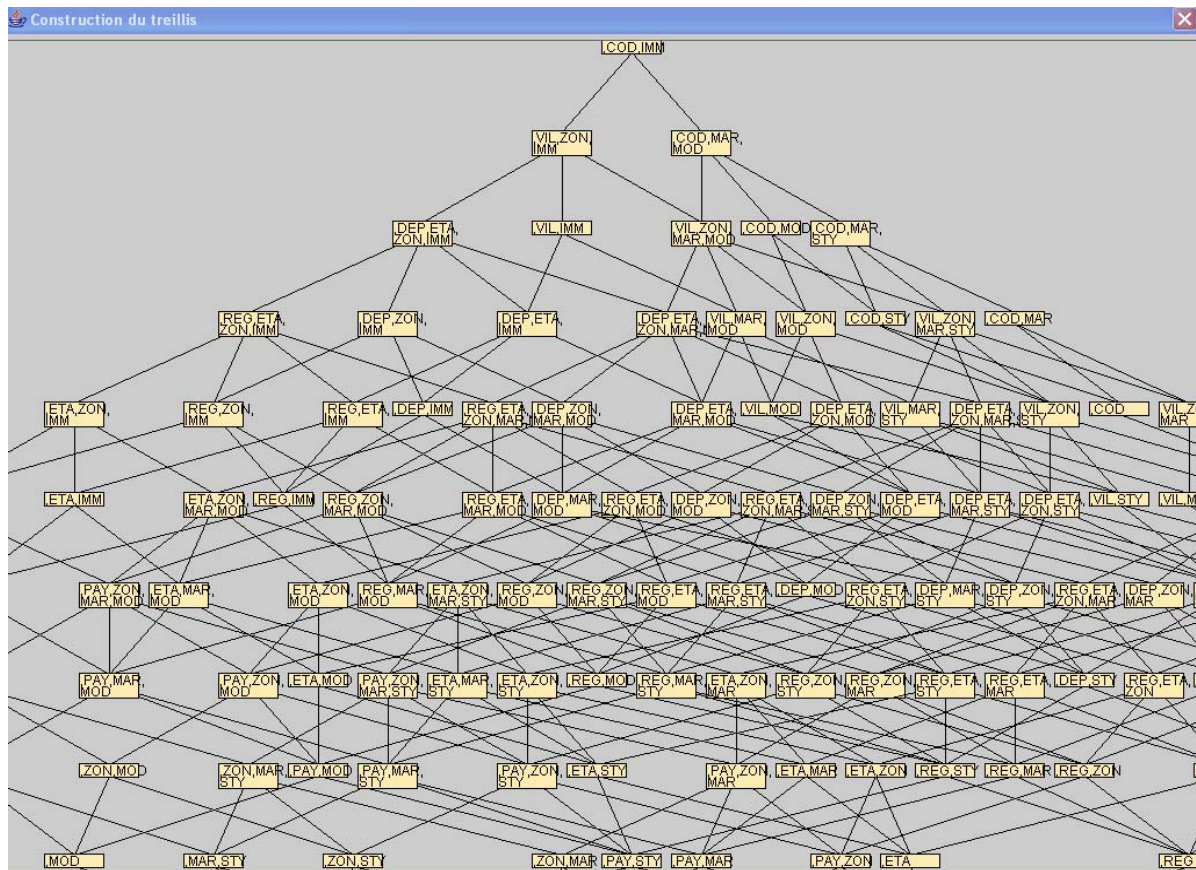 Construction du treillis
,COD,IMM
,VIL,ZON,
IMM
,COD,MAR,
MOD
,DEP,ETA,
ZON,IMM
,VIL,IMM
,VIL,ZON,
MAR,MOD
,COD,MOD
,COD,MAR,
STY
,REG,ETA,
ZON,IMM
,DEP,ZON,
IMM
,DEP,ETA,
IMM
,DEP,ETA,
ZON,MAR,
,VIL,MAR,
MOD
,VIL,ZON,
MOD
,COD,STY
,VIL,ZON,
MAR,STY
,COD,MAR
,ETA,ZON,
IMM
,REG,ZON,
IMM
,REG,ETA,
IMM
,DEP,IMM
,REG,ETA,
ZON,MAR,
,DEP,ZON,
MAR,MOD
,DEP,ETA,
MAR,MOD
,VIL,MOD
,DEP,ETA,
ZON,MOD
,VIL,MAR,
STY
,DEP,ETA,
ZON,MAR,
,VIL,ZON,
STY
,COD
,VIL,Z
MAR
,ETA,IMM
,ETA,ZON,
MAR,MOD
,REG,IMM
,REG,ZON,
MAR,MOD
,REG,ETA,
MAR,MOD
,DEP,MAR,
MOD
,REG,ETA,
ZON,MOD
,DEP,ZON,
MOD
,REG,ETA,
ZON,MAR,
,DEP,ZON,
MAR,STY
,DEP,ETA,
MOD
,DEP,ETA,
MAR,STY
,DEP,ETA,
ZON,STY
,VIL,STY
,VIL,M
,PAY,ZON,
MAR,MOD
,ETA,MAR,
MOD
,ETA,ZON,
MOD
,REG,MAR,
MOD
,ETA,ZON,
MAR,STY
,REG,ZON,
MOD
,REG,ZON,
MAR,STY
,REG,ETA,
MOD
,REG,ETA,
MAR,STY
,DEP,MOD
,REG,ETA,
ZON,STY
,DEP,MAR,
STY
,DEP,ZON,
STY
,REG,ETA,
ZON,MAR
,DEP,ZON,
MAR
,PAY,MAR,
MOD
,PAY,ZON,
MOD
,ETA,MOD
,PAY,ZON,
MAR,STY
,ETA,MAR,
STY
,ETA,ZON,
STY
,REG,MOD
,REG,MAR,
STY
,ETA,ZON,
MAR
,REG,ZON,
STY
,REG,ZON,
MAR
,REG,ETA,
STY
,REG,ETA,
MAR
,DEP,STY
,REG,ETA,
ZON
,ZON,MOD
,ZON,MAR,
STY
,PAY,MOD
,PAY,MAR,
STY
,PAY,ZON,
STY
,ETA,STY
,PAY,ZON,
MAR
,ETA,MAR
,ETA,ZON
,REG,STY
,REG,MAR
,REG,ZON
,MOD
,MAR,STY
,ZON,STY
,ZON,MAR
,PAY,STY
,PAY,MAR
,PAY,ZON
,ETA
,REG